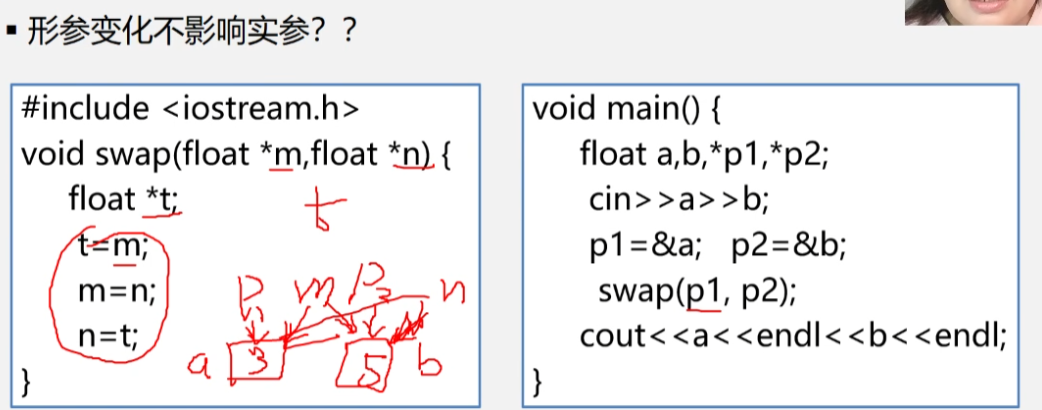 ▪ 形参变化不影响实参？？
#include <iostream.h>
void swap(float *m,float *n) {
float *t;
t=m;
m=n;
n=t;
}
t
p1 m p2 n
a 3 5 b
void main() {
float a,b,*p1,*p2;
cin>>a>>b;
p1=&a; p2=&b;
swap(p1, p2);
cout<<a<<endl<<b<<endl;
}